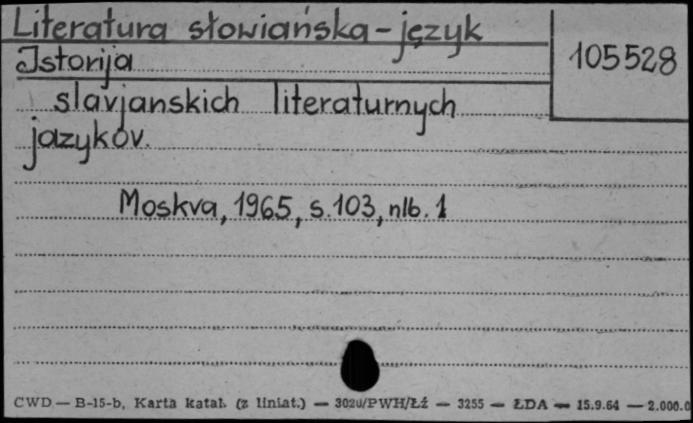 Literatura słowiańska - język
105528
Istorija
slavjanskich literaturnych
jazykov.
Moskva, 1965, s. 103, nlb. 1
CWD — B-15-b, Karta katal. (z liniat.) — 3020/PWH/Łź — 3255 — ŁDA — 15.9.64 — 2.000.0